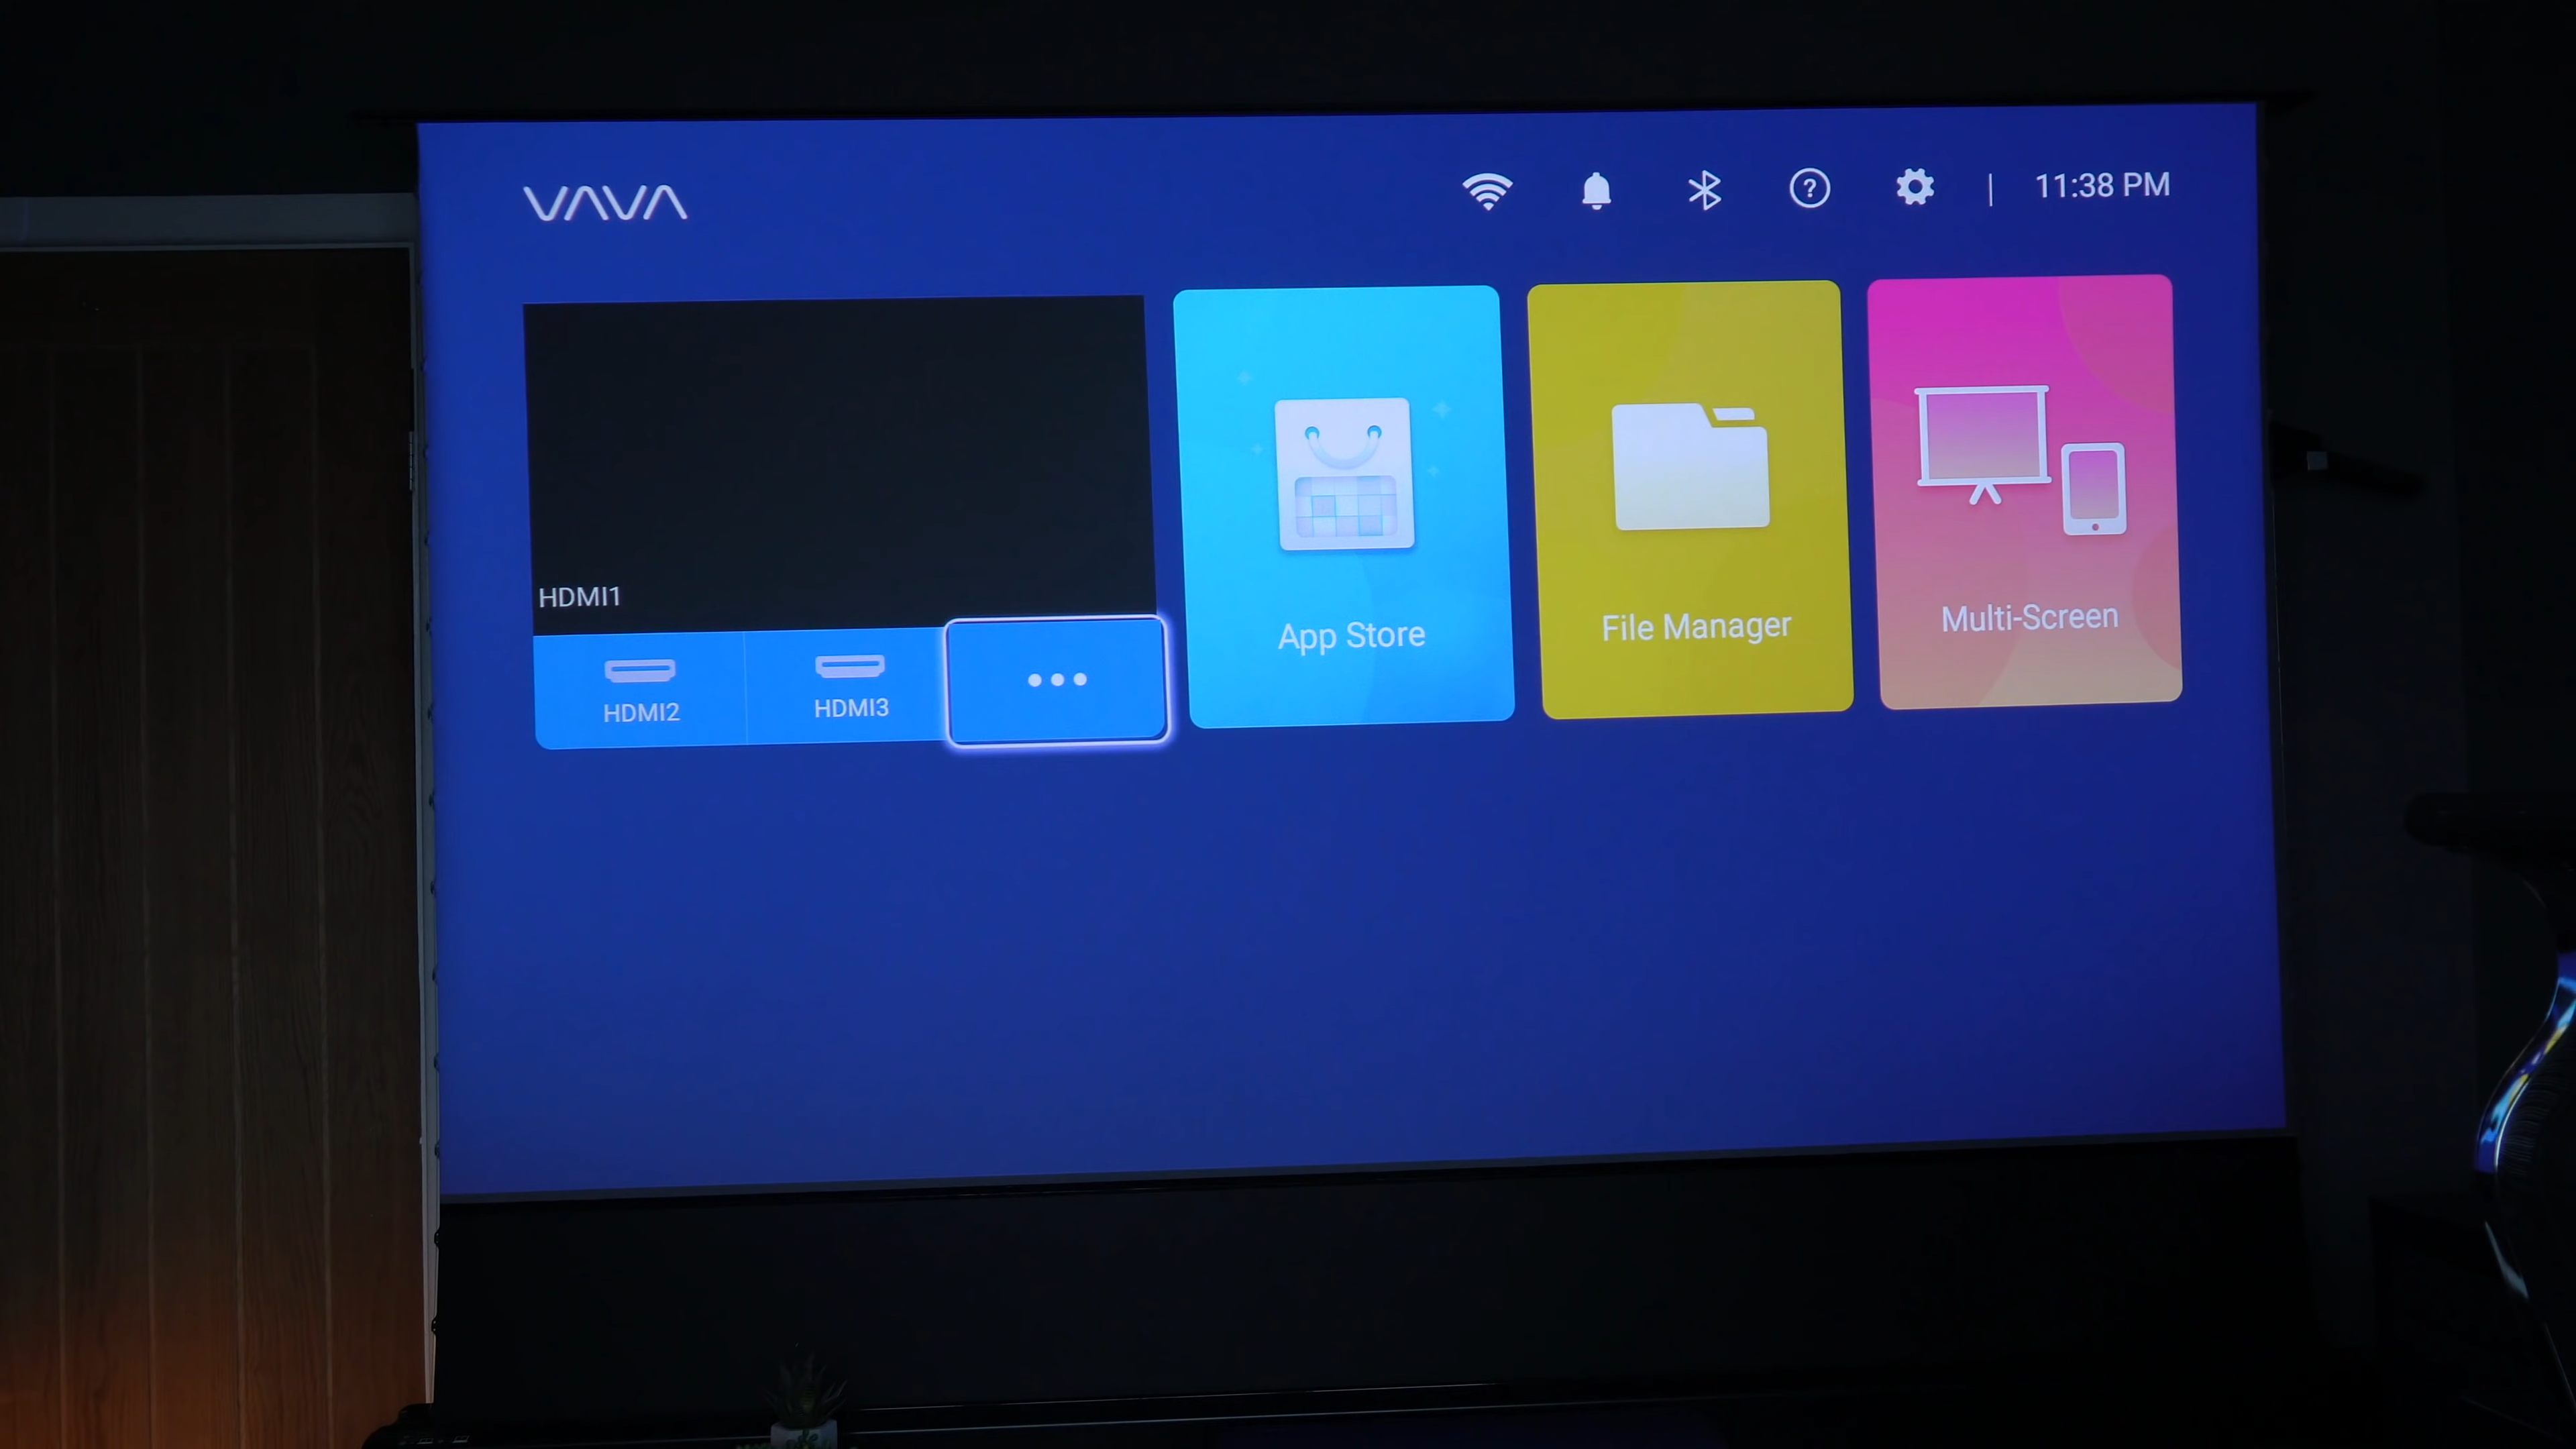 VAVA
? | 11:38 PM
HDMI1
HDMI2
HDMI3
App Store
File Manager
Multi-Screen